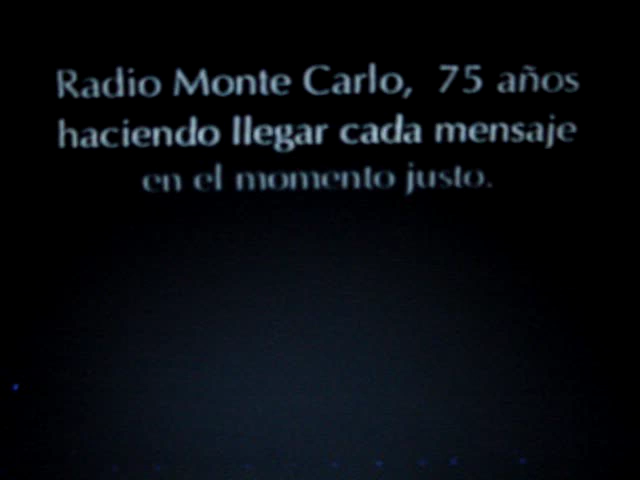 Radio Monte Carlo, 75 años
haciendo llegar cada mensaje
en el momento justo.